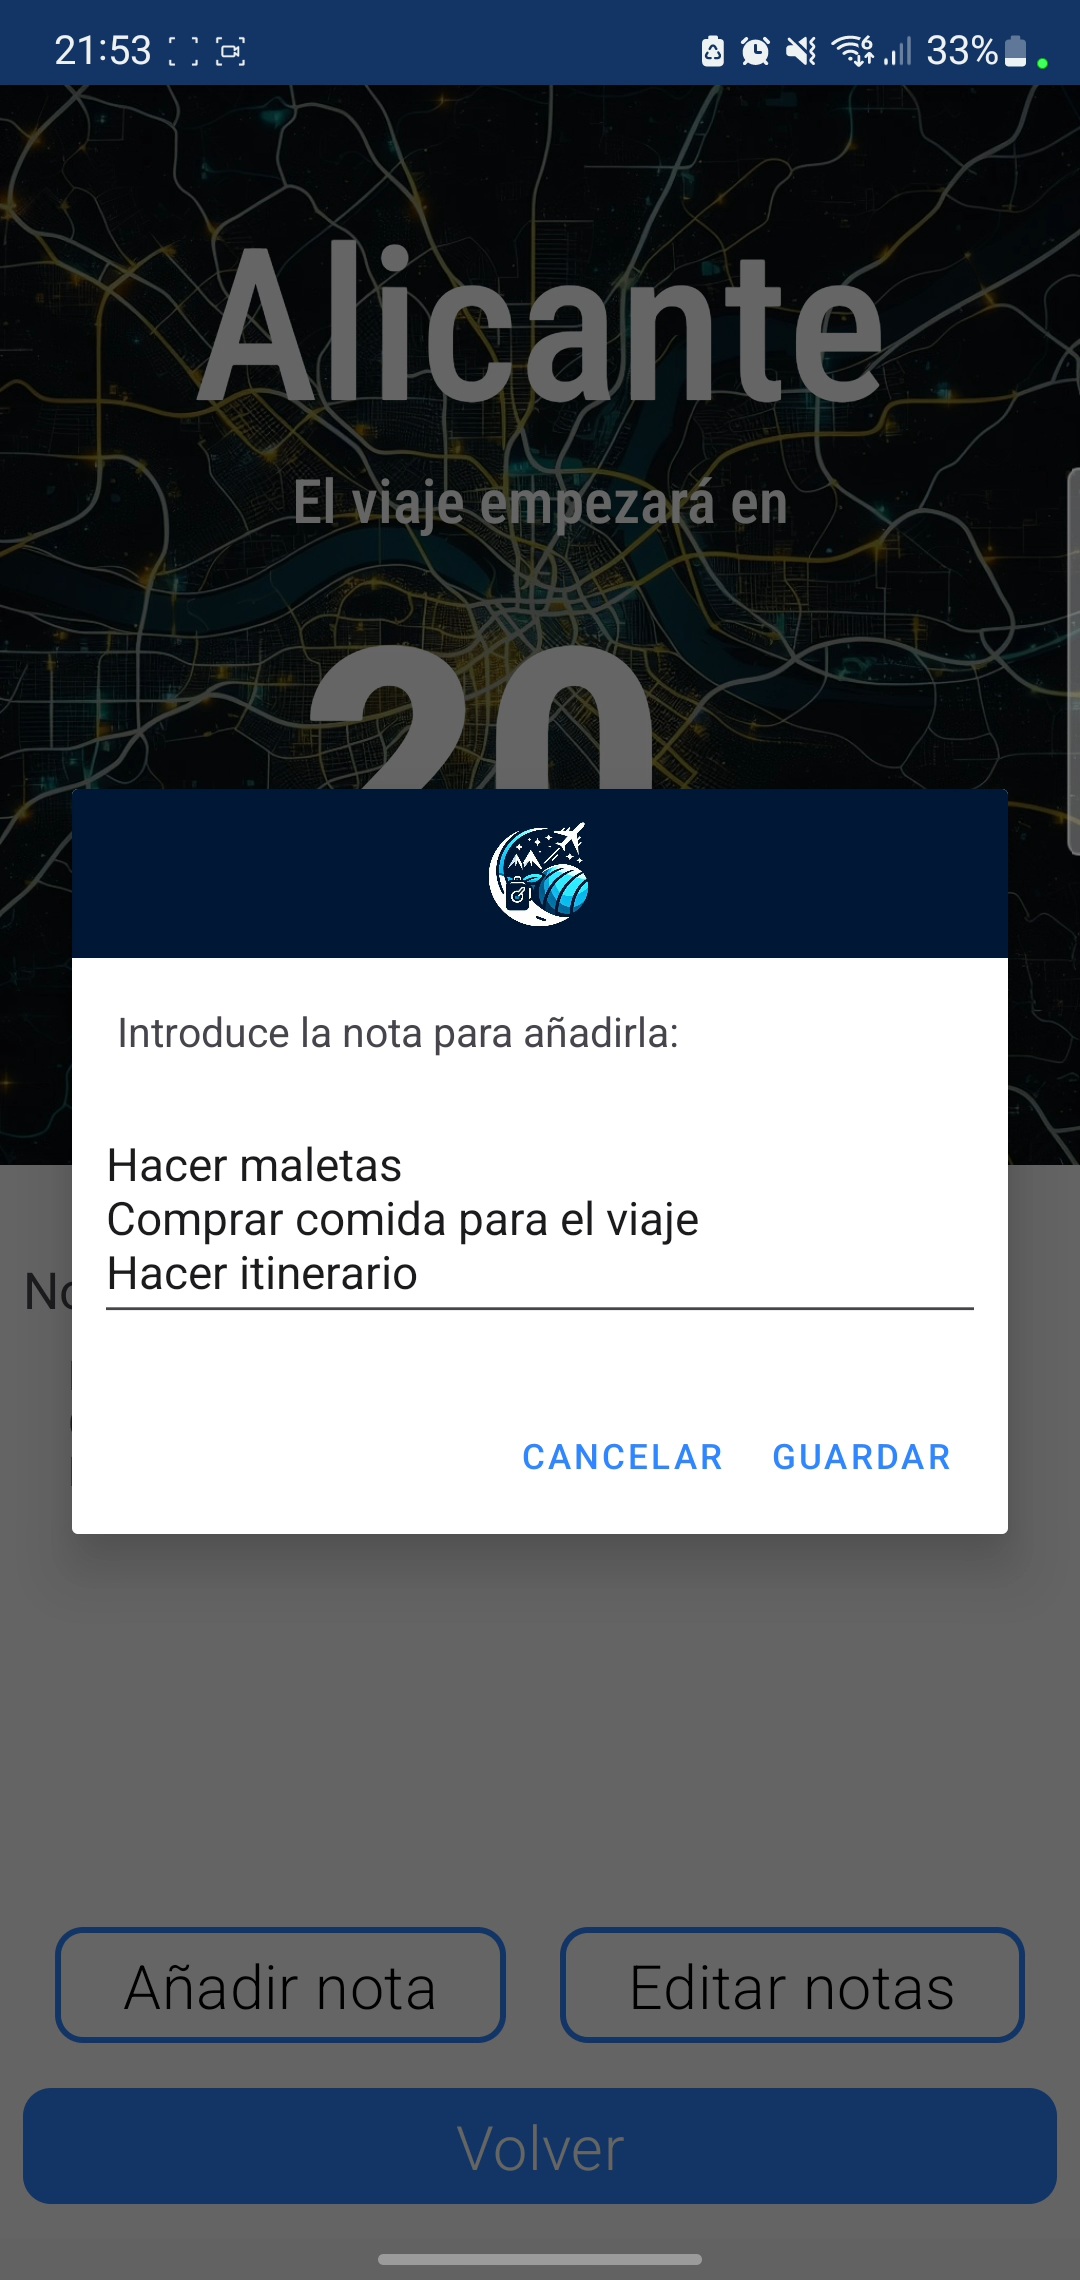 21:53
33%
Alicante
El viaje empezará en
20
Introduce la nota para añadirla:
Hacer maletas
Comprar comida para el viaje
Hacer itinerario
CANCELAR GUARDAR
Añadir nota Editar notas
Volver